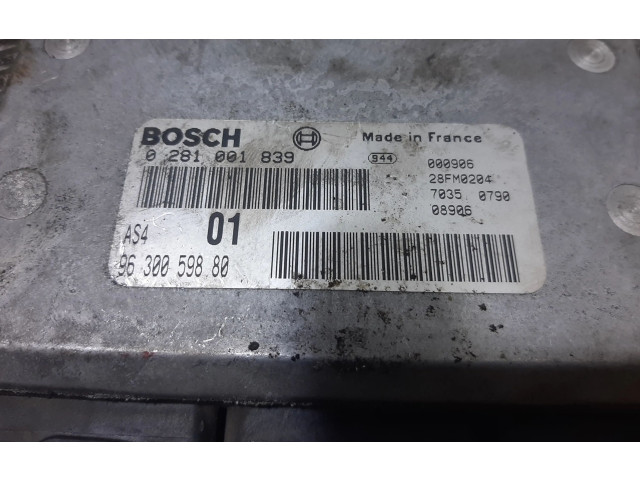 BOSCH Made in France
0 281 001 839 944 000906
28FM0204
7035 0790
08906
AS4 01
96 300 598 80